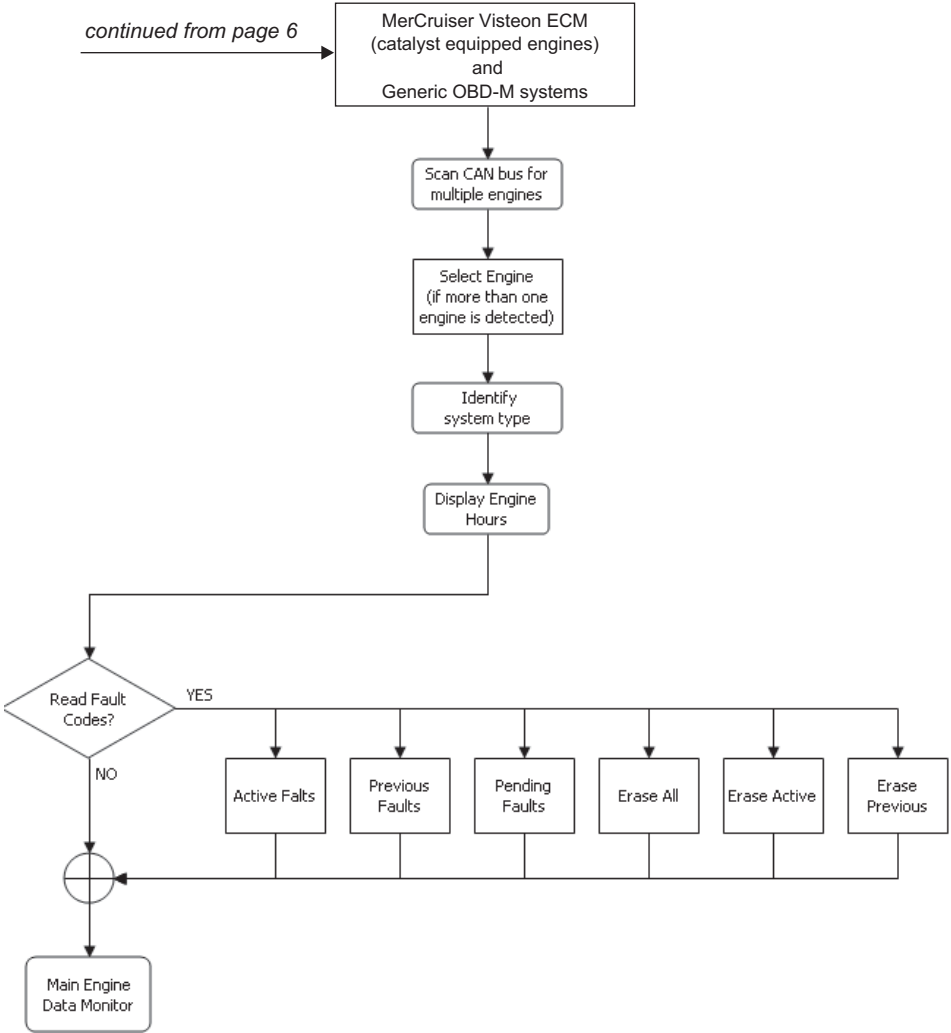 continued from page 6
MerCruiser Visteon ECM
(catalyst equipped engines)
and
Generic OBD-M systems
Scan CAN bus for
multiple engines
Select Engine
(if more than one
engine is detected)
Identify
system type
Display Engine
Hours
Read Fault
Codes?
YES
NO
Active Falts
Previous
Faults
Pending
Faults
Erase All
Erase Active
Erase
Previous
Main Engine
Data Monitor